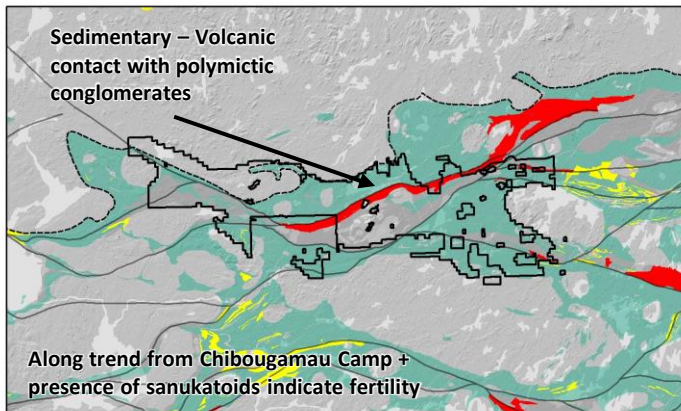 Sedimentary – Volcanic
contact with polymictic
conglomerates
Along trend from Chibougamau Camp +
presence of sanukatoids indicate fertility